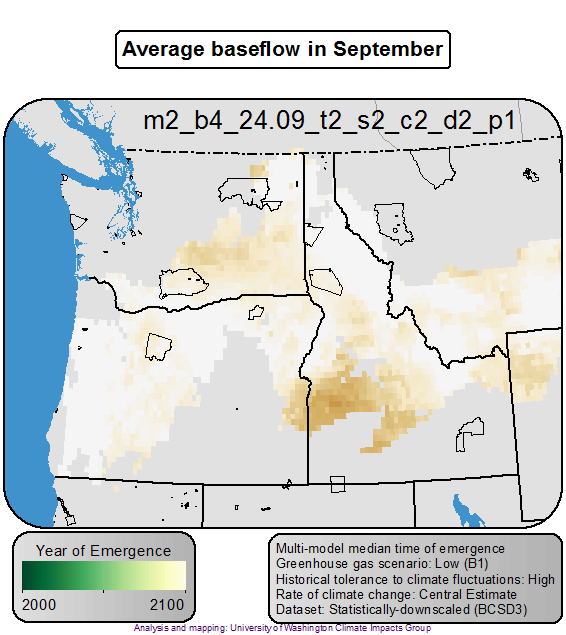 Average baseflow in September
m2_b4_24.09_t2_s2_c2_d2_p1
Year of Emergence
2000 2100
Multi-model median time of emergence
Greenhouse gas scenario: Low (B1)
Historical tolerance to climate fluctuations: High
Rate of climate change: Central Estimate
Dataset: Statistically-downscaled (BCSD3)
Analysis and mapping: University of Washington Climate Impacts Group